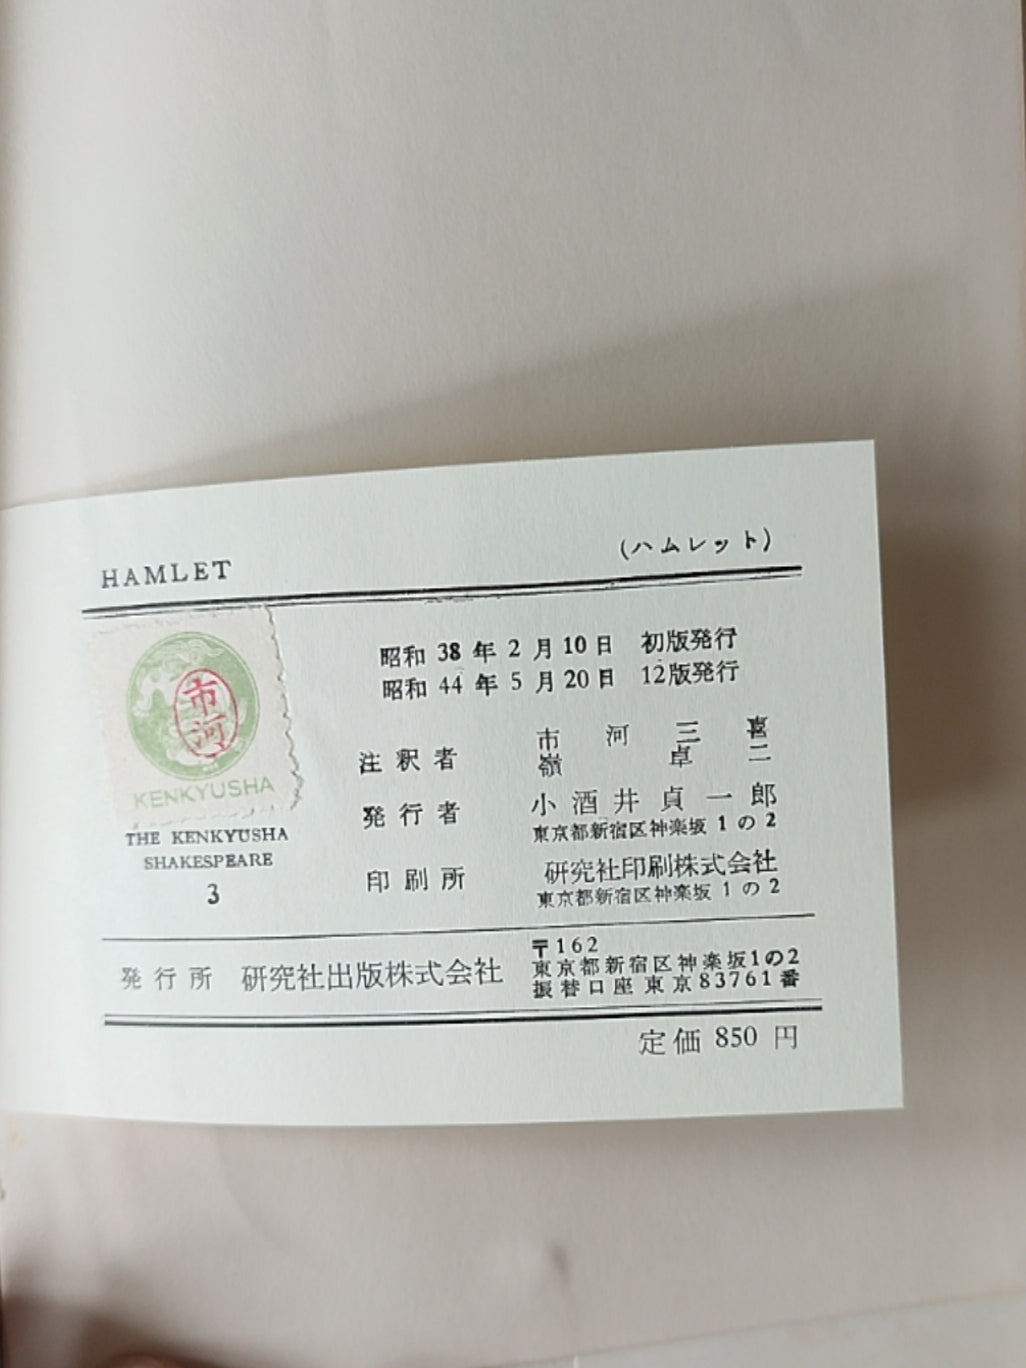 HAMLET (ハムレット)
昭和 38 年 2 月 10 日 初版発行
昭和 44 年 5 月 20 日 12版発行
注釈者 市河三喜
嶺卓二
発行者 小酒井貞一郎
東京都新宿区神楽坂 1 の 2
印刷所 研究社印刷株式会社
東京都新宿区神楽坂 1 の 2
市河
KENKYUSHA
THE KENKYUSHA
SHAKESPEARE
3
発行所 研究社出版株式会社
〒162
東京都新宿区神楽坂1の2
振替口座 東京83761番
定価 850 円